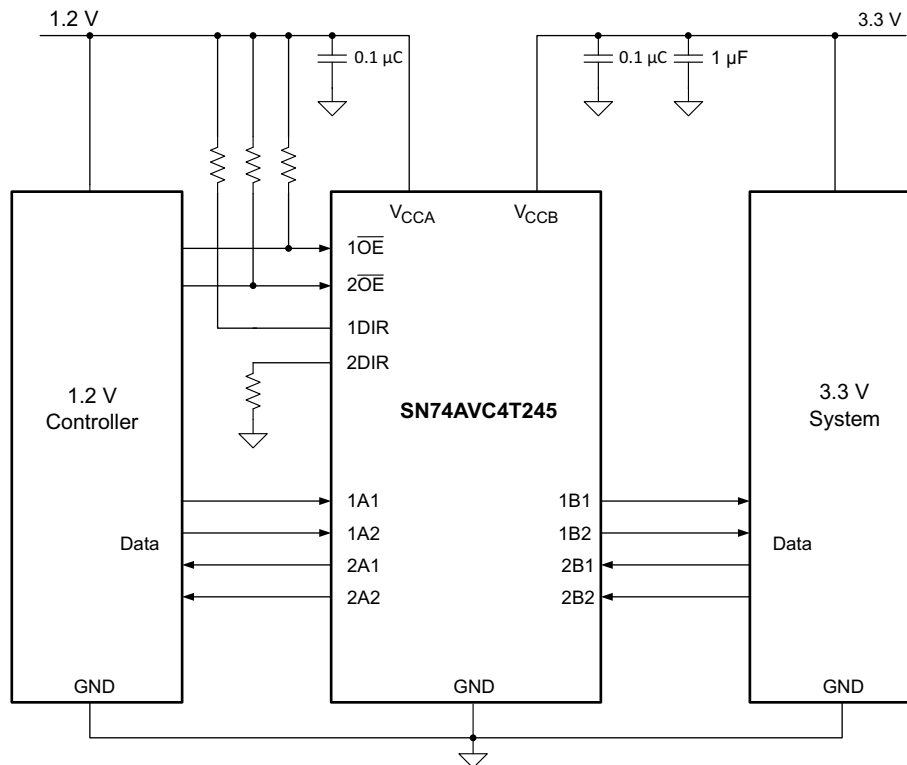 1.2 V
3.3 V
0.1 µC
0.1 µC
1 µF
VCCA
VCCB
1OE
2OE
1DIR
2DIR
1.2 V
Controller
SN74AVC4T245
3.3 V
System
1A1
1B1
1A2
1B2
Data
Data
2A1
2B1
2A2
2B2
GND
GND
GND